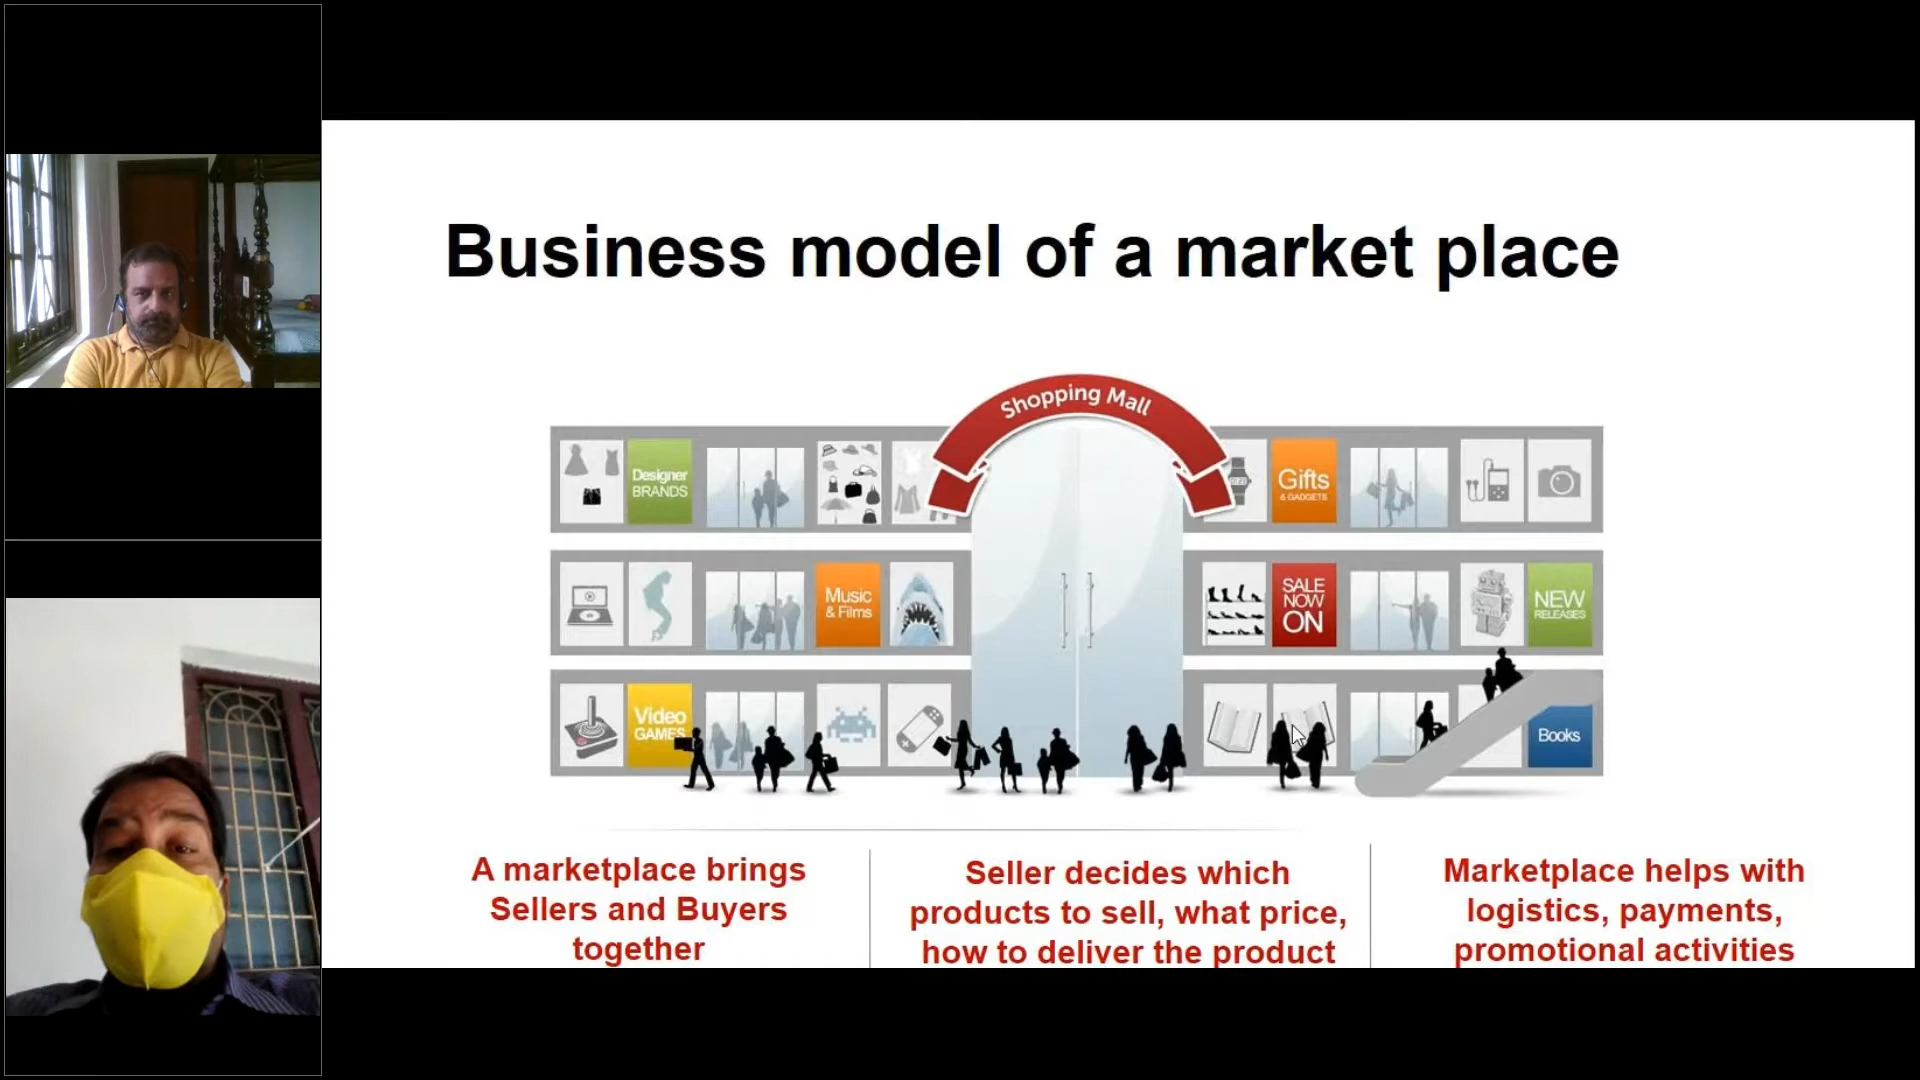 Business model of a market place
Shopping Mall
Designer
BRANDS
Gifts
& GADGETS
Music
& Films
SALE
NOW
ON
NEW
RELEASES
Video
GAMES
Books
A marketplace brings
Sellers and Buyers
together
Seller decides which
products to sell, what price,
how to deliver the product
Marketplace helps with
logistics, payments,
promotional activities